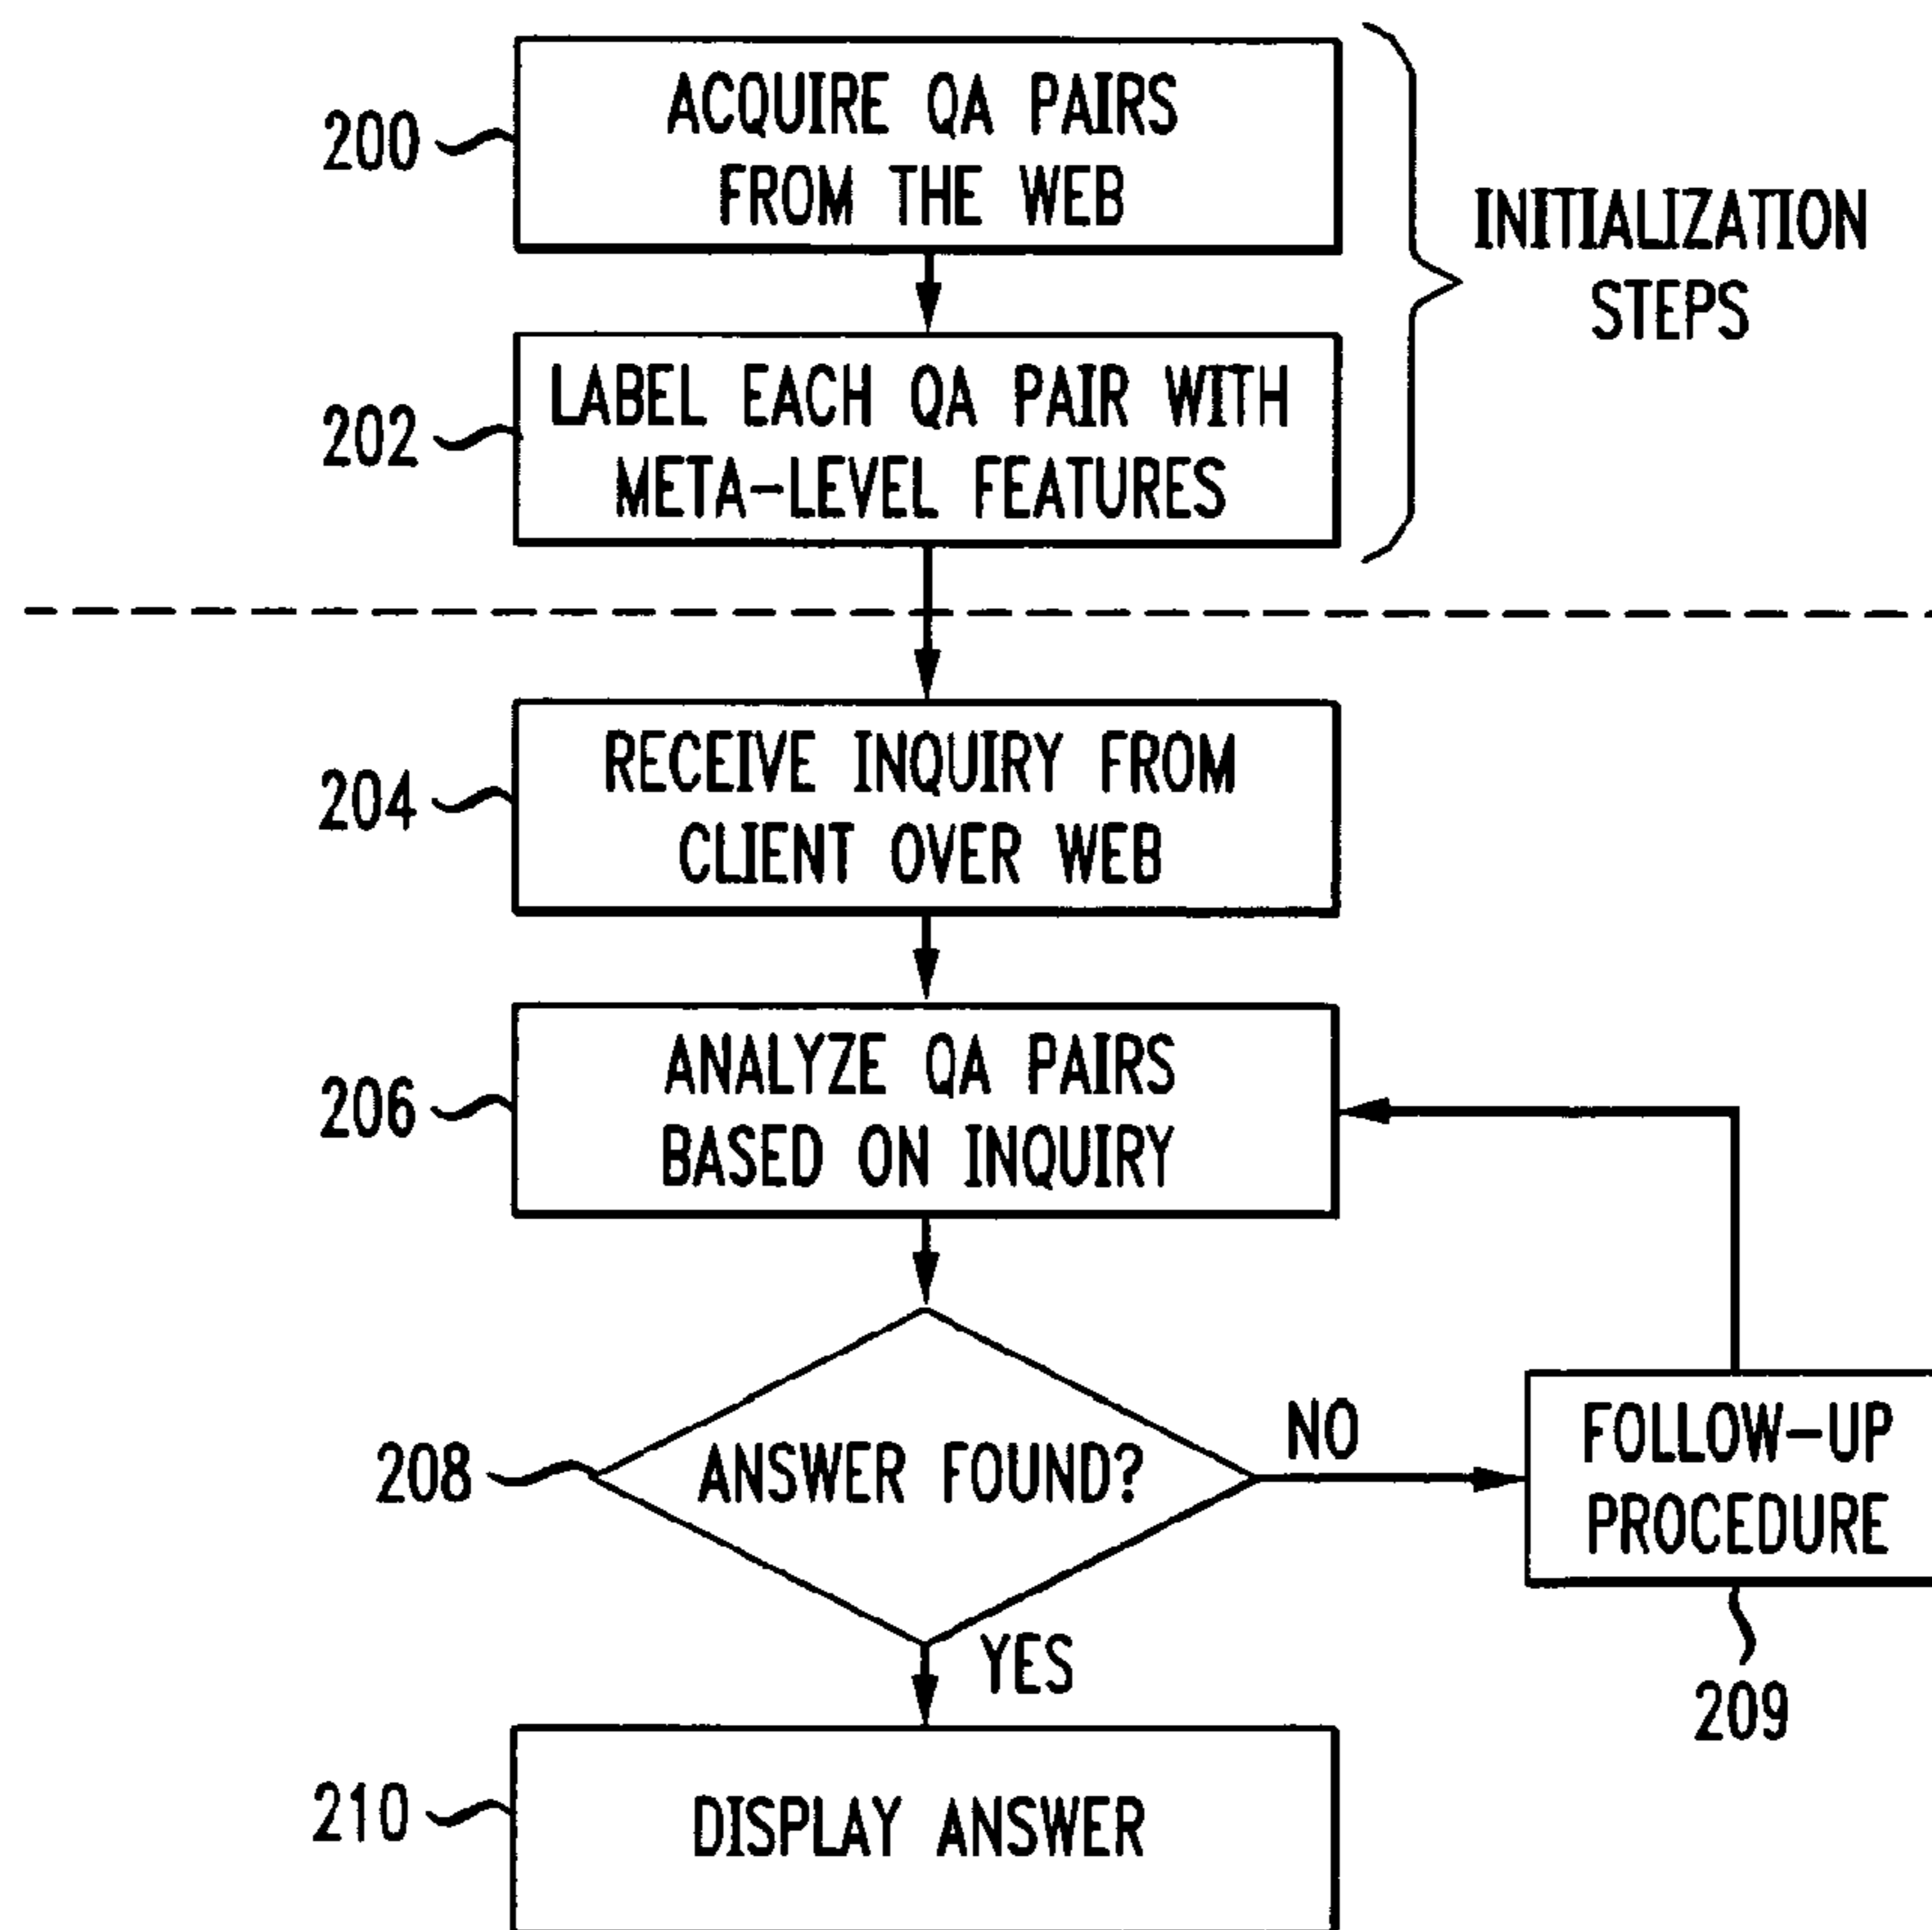 200
ACQUIRE QA PAIRS
FROM THE WEB
INITIALIZATION
STEPS
202
LABEL EACH QA PAIR WITH
META-LEVEL FEATURES
204
RECEIVE INQUIRY FROM
CLIENT OVER WEB
206
ANALYZE QA PAIRS
BASED ON INQUIRY
208
ANSWER FOUND?
NO
FOLLOW-UP
PROCEDURE
209
YES
210
DISPLAY ANSWER